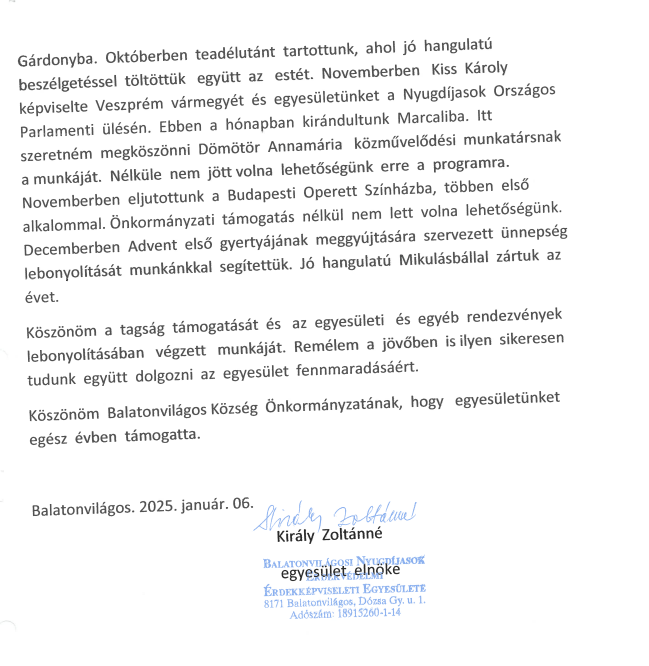 Gárdonyba. Októberben teadélutánt tartottunk, ahol jó hangulatú
beszélgetéssel töltöttük együtt az estét. Novemberben Kiss Károly
képviselte Veszprém vármegyét és egyesületünket a Nyugdíjasok Országos
Parlamenti ülésén. Ebben a hónapban kirándultunk Marcaliba. Itt
szeretném megköszönni Dömötör Annamária közművelődési munkatársnak
a munkáját. Nélküle nem jött volna lehetőségünk erre a programra.
Novemberben eljutottunk a Budapesti Operett Színházba, többen első
alkalommal. Önkormányzati támogatás nélkül nem lett volna lehetőségünk.
Decemberben Advent első gyertyájának meggyújtására szervezett ünnepség
lebonyolítását munkánkkal segítettük. Jó hangulatú Mikulásbállal zártuk az
évet.
Köszönöm a tagság támogatását és az egyesületi és egyéb rendezvények
lebonyolításában végzett munkáját. Remélem a jövőben is ilyen sikeresen
tudunk együtt dolgozni az egyesület fennmaradásáért.
Köszönöm Balatonvilágos Község Önkormányzatának, hogy egyesületünket
egész évben támogatta.
Balatonvilágos. 2025. január. 06.
Király Zoltánné
Király Zoltánné
BALATONVILÁGOSI NYUGDÍJASOK
egyesület elnöke
ÉRDEKVÉDELMI
ÉRDEKKÉPVISELETI EGYESÜLETE
8171 Balatonvilágos, Dózsa Gy. u. 1.
Adószám: 18915260-1-14